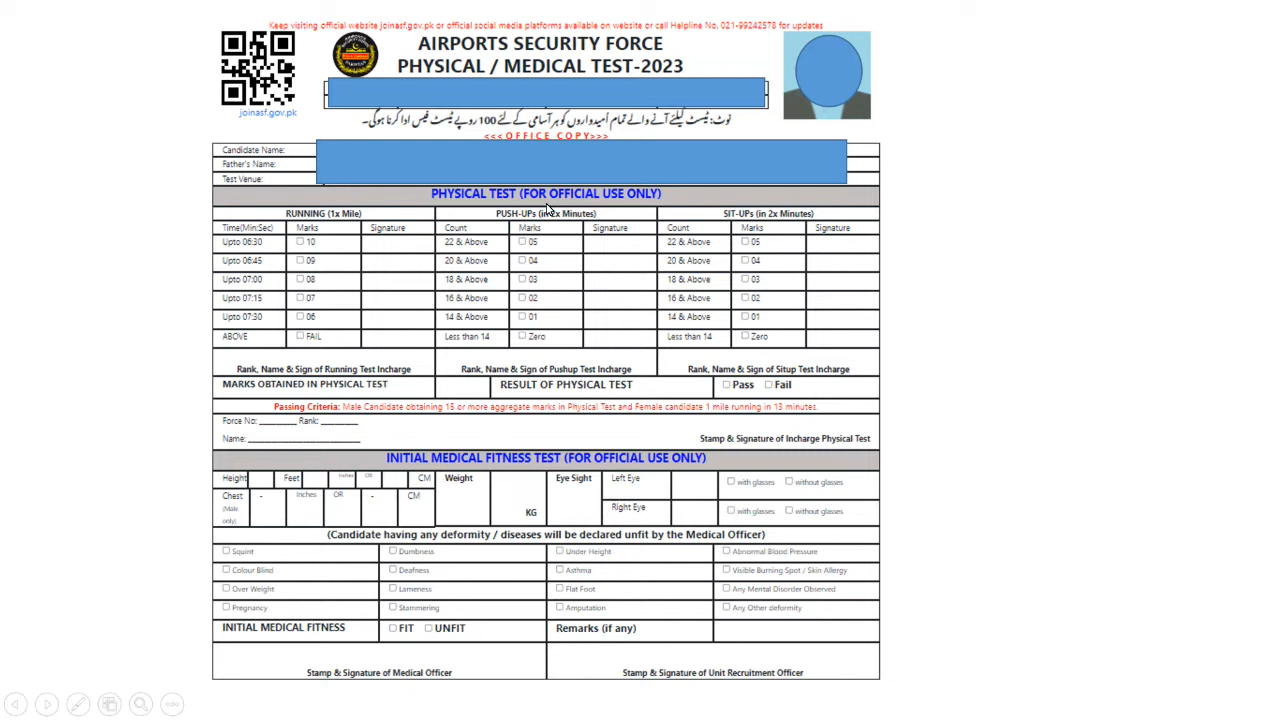 Keep visiting official website joinasf.gov.pk or official social media platforms available on website or call Helpline No. 021-99242578 for updates
AIRPORTS SECURITY FORCE
PHYSICAL / MEDICAL TEST-2023
joinasf.gov.pk
نوٹ: ٹیسٹ کیلئے آنے والے تمام اُمیدواروں کو ہر آسامی کے لئے 100 روپے ٹیسٹ فیس ادا کرنا ہوگی۔
<<< O F F I C E  C O P Y >>>
Candidate Name:
Father's Name:
Test Venue:
PHYSICAL TEST (FOR OFFICIAL USE ONLY)
RUNNING (1x Mile) PUSH-UPs (in 2x Minutes) SIT-UPs (in 2x Minutes)
Time(Min:Sec) Marks Signature Count Marks Signature Count Marks Signature
Upto 06:30 10 22 & Above 05 22 & Above 05
Upto 06:45 09 20 & Above 04 20 & Above 04
Upto 07:00 08 18 & Above 03 18 & Above 03
Upto 07:15 07 16 & Above 02 16 & Above 02
Upto 07:30 06 14 & Above 01 14 & Above 01
ABOVE FAIL Less than 14 Zero Less than 14 Zero
Rank, Name & Sign of Running Test Incharge Rank, Name & Sign of Pushup Test Incharge Rank, Name & Sign of Situp Test Incharge
MARKS OBTAINED IN PHYSICAL TEST RESULT OF PHYSICAL TEST Pass Fail
Passing Criteria: Male Candidate obtaining 15 or more aggregate marks in Physical Test and Female candidate 1 mile running in 13 minutes.
Force No: ________ Rank: ________
Name: ________________________ Stamp & Signature of Incharge Physical Test
INITIAL MEDICAL FITNESS TEST (FOR OFFICIAL USE ONLY)
Height Feet Inches OR CM Weight Eye Sight Left Eye with glasses without glasses
Chest (Male only) - Inches OR - CM KG Right Eye with glasses without glasses
(Candidate having any deformity / diseases will be declared unfit by the Medical Officer)
Squint Dumbness Under Height Abnormal Blood Pressure
Colour Blind Deafness Asthma Visible Burning Spot / Skin Allergy
Over Weight Lameness Flat Foot Any Mental Disorder Observed
Pregnancy Stammering Amputation Any Other deformity
INITIAL MEDICAL FITNESS FIT UNFIT Remarks (if any)
Stamp & Signature of Medical Officer Stamp & Signature of Unit Recruitment Officer